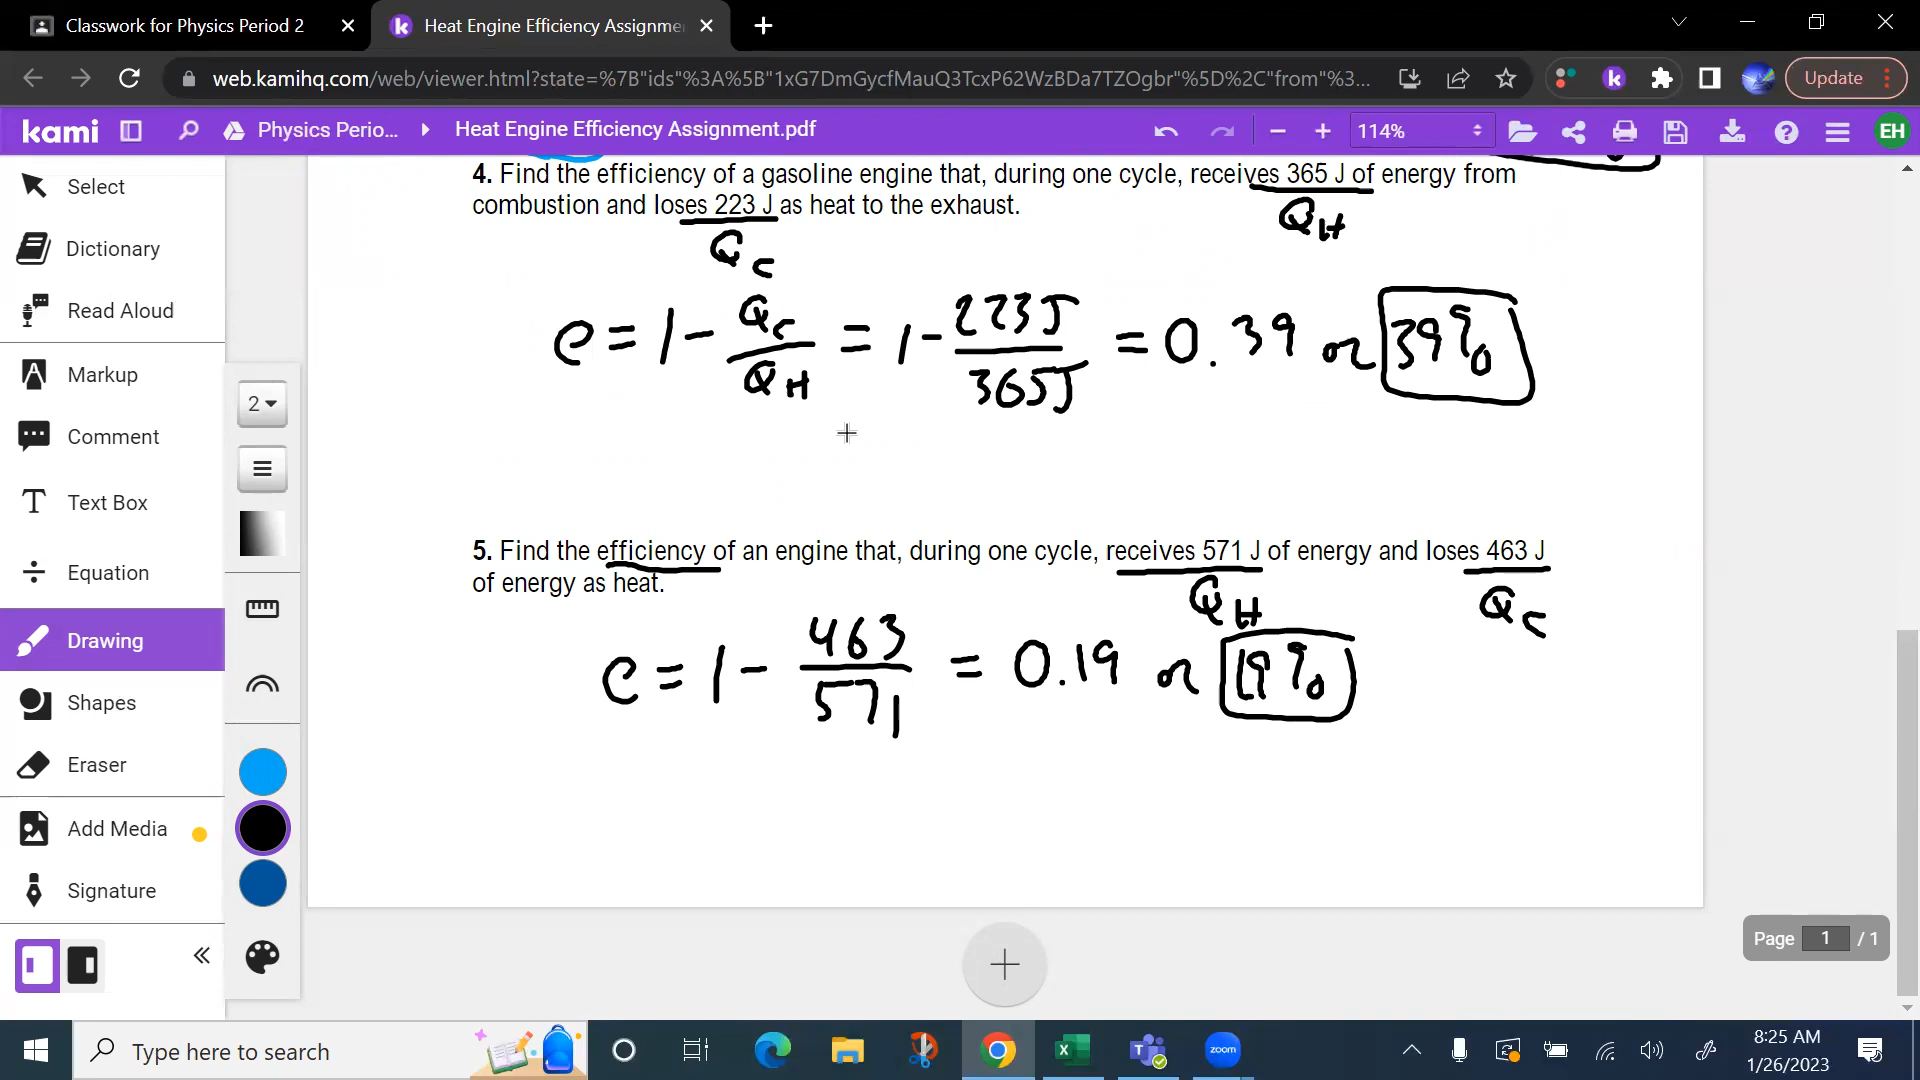 Classwork for Physics Period 2
Heat Engine Efficiency Assignme
web.kamihq.com/web/viewer.html?state=%7B"ids"%3A%5B"1xG7DmGycfMauQ3TcxP62WzBDa7TZOgbr"%5D%2C"from"%3...
Update
kami
Physics Perio...
Heat Engine Efficiency Assignment.pdf
114%
EH
Select
Dictionary
Read Aloud
Markup
Comment
Text Box
Equation
Drawing
Shapes
Eraser
Add Media
Signature
2
4. Find the efficiency of a gasoline engine that, during one cycle, receives 365 J of energy from
combustion and loses 223 J as heat to the exhaust.
Qc
QH
e = 1 - Qc/QH = 1 - 223J/365J = 0.39 or 39%
5. Find the efficiency of an engine that, during one cycle, receives 571 J of energy and loses 463 J
of energy as heat.
QH
Qc
e = 1 - 463/571 = 0.19 or 19%
Page 1 / 1
Type here to search
zoom
8:25 AM
1/26/2023